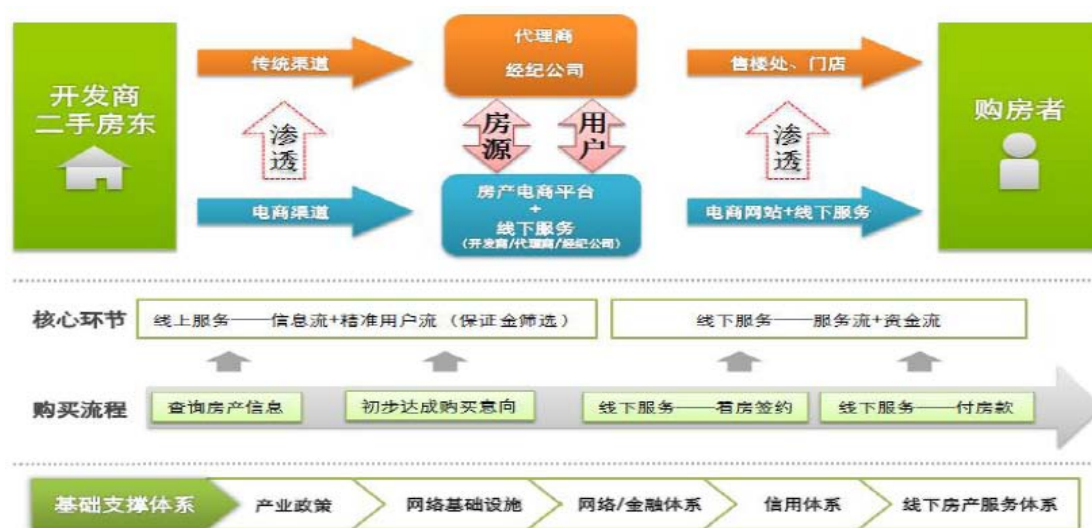 开发商
二手房东
传统渠道
代理商
经纪公司
售楼处、门店
购房者
渗透
房源
用户
渗透
电商渠道
房产电商平台
+
线下服务
(开发商/代理商/经纪公司)
电商网站+线下服务
核心环节
线上服务——信息流+精准用户流（保证金筛选）
线下服务——服务流+资金流
购买流程
查询房产信息
初步达成购买意向
线下服务——看房签约
线下服务——付房款
基础支撑体系
产业政策
网络基础设施
网络/金融体系
信用体系
线下房产服务体系